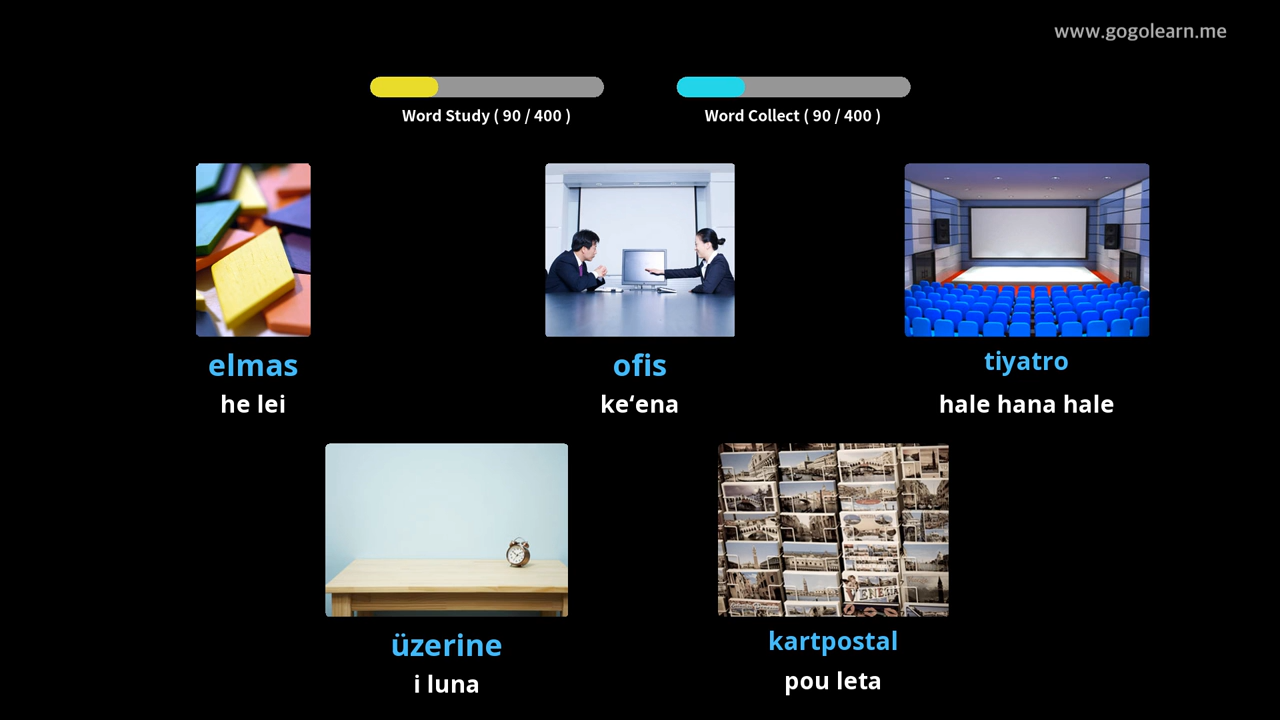 www.gogolearn.me
Word Study ( 90 / 400 )
Word Collect ( 90 / 400 )
elmas
he lei
ofis
keʻena
tiyatro
hale hana hale
üzerine
i luna
kartpostal
pou leta
VENEZIA